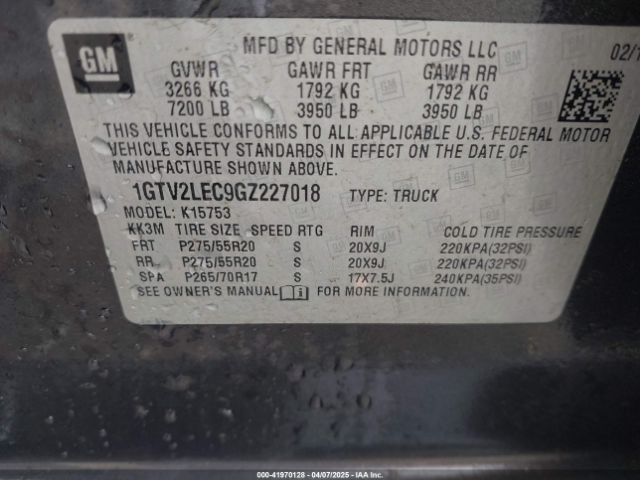 GM
MFD BY GENERAL MOTORS LLC
02/1
GVWR GAWR FRT GAWR RR
3266 KG 1792 KG 1792 KG
7200 LB 3950 LB 3950 LB
THIS VEHICLE CONFORMS TO ALL APPLICABLE U.S. FEDERAL MOTOR
VEHICLE SAFETY STANDARDS IN EFFECT ON THE DATE OF
MANUFACTURE SHOWN ABOVE.
1GTV2LEC9GZ227018 TYPE: TRUCK
MODEL: K15753
KK3M TIRE SIZE SPEED RTG RIM COLD TIRE PRESSURE
FRT P275/55R20 S 20X9J 220KPA(32PSI)
RR P275/55R20 S 20X9J 220KPA(32PSI)
SPA P265/70R17 S 17X7.5J 240KPA(35PSI)
SEE OWNER'S MANUAL FOR MORE INFORMATION.
000-41970128 - 04/07/2025 - IAAI.COM